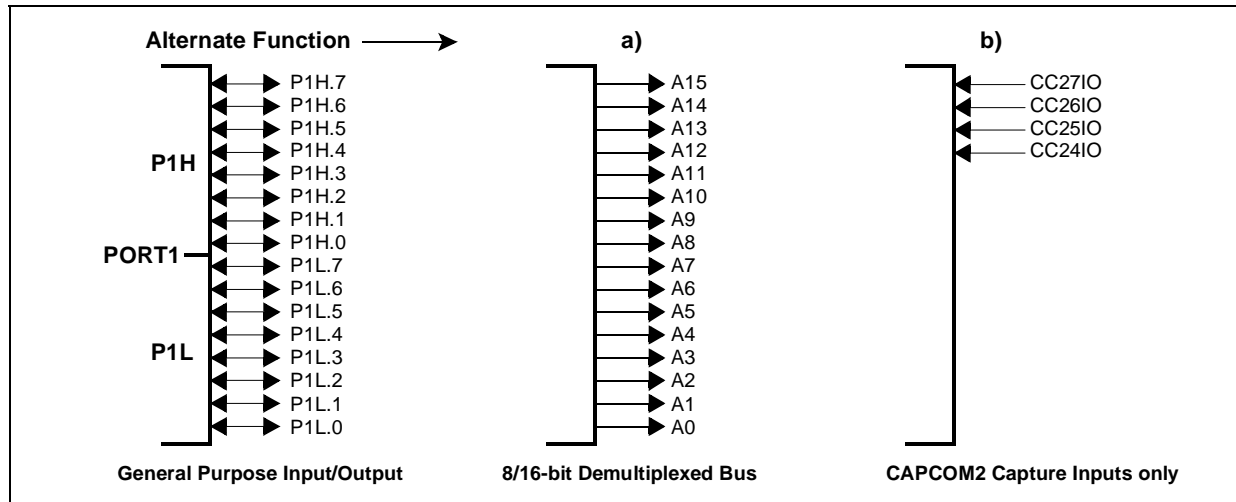 Alternate Function a) b)
P1H.7 A15 CC27IO
P1H.6 A14 CC26IO
P1H.5 A13 CC25IO
P1H.4 A12 CC24IO
P1H P1H.3 A11
P1H.2 A10
P1H.1 A9
P1H.0 A8
PORT1
P1L.7 A7
P1L.6 A6
P1L.5 A5
P1L.4 A4
P1L P1L.3 A3
P1L.2 A2
P1L.1 A1
P1L.0 A0
General Purpose Input/Output 8/16-bit Demultiplexed Bus CAPCOM2 Capture Inputs only